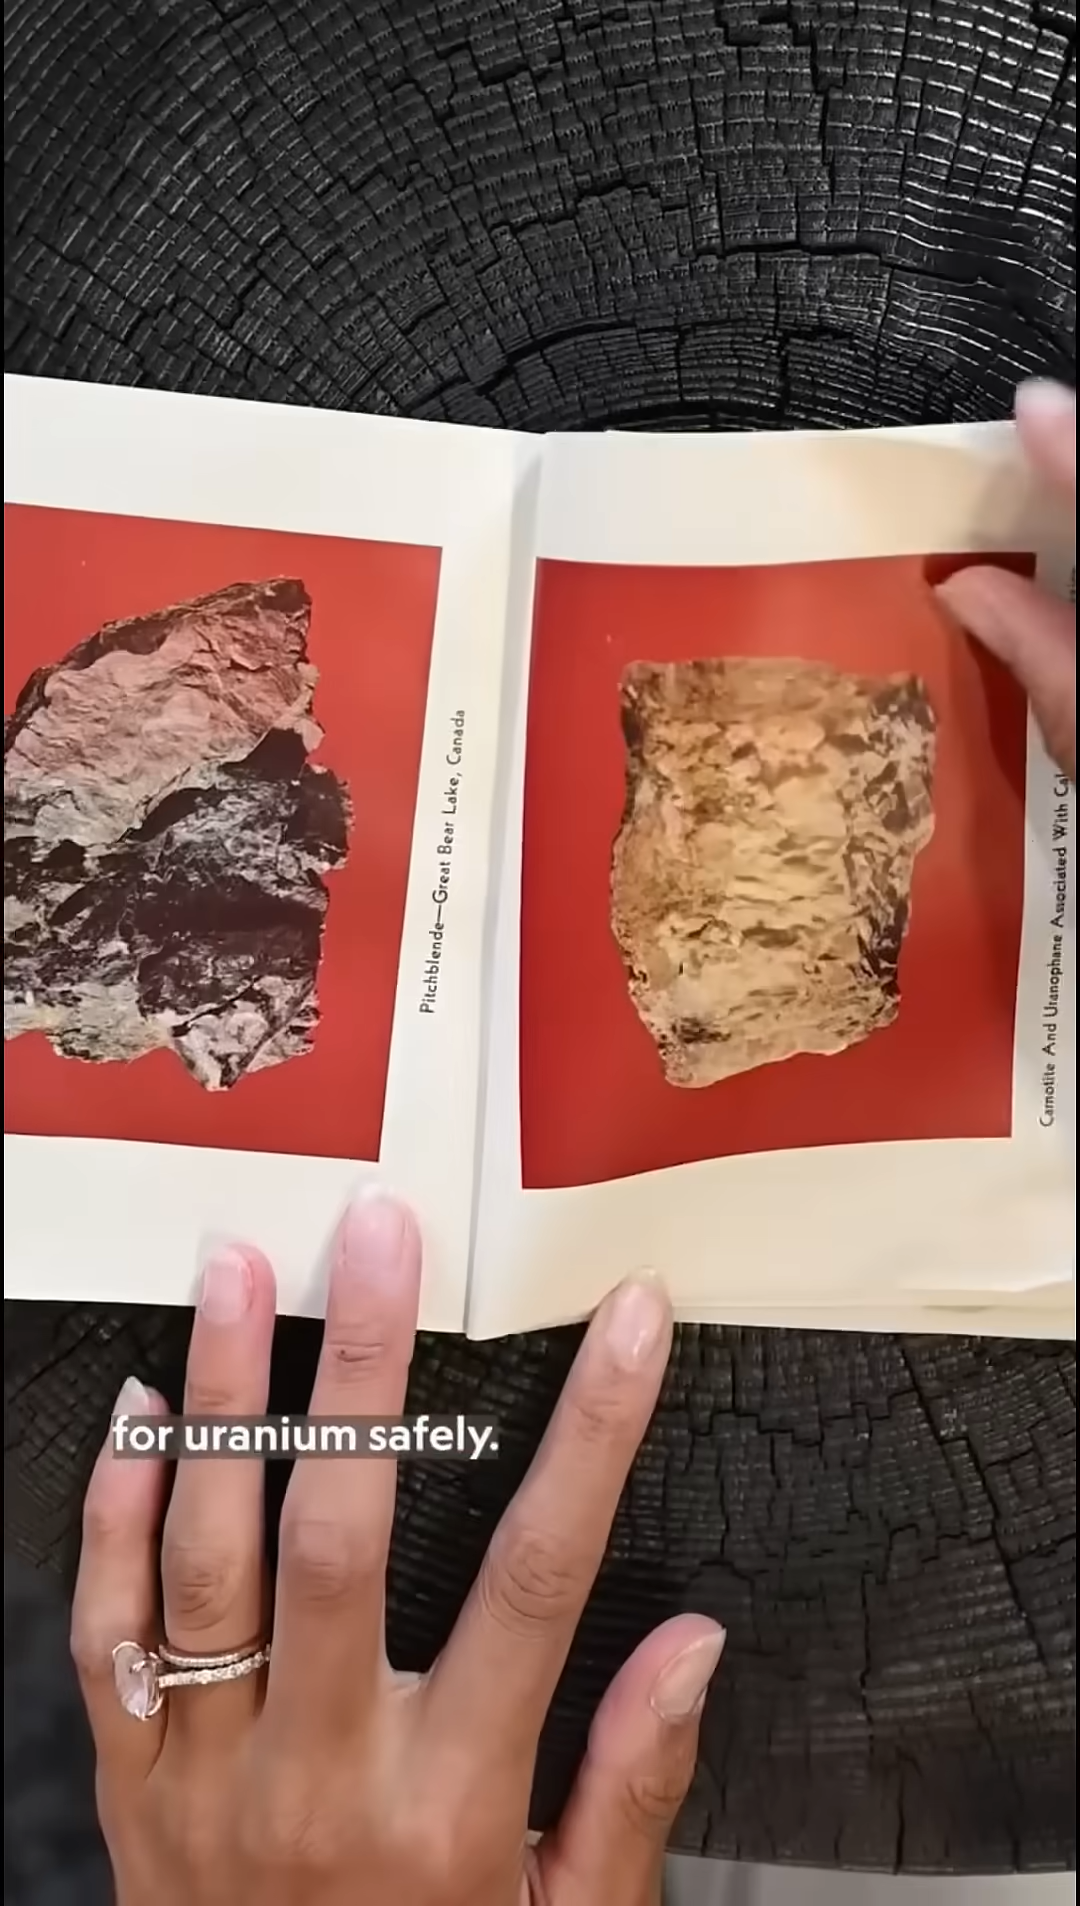 Pitchblende—Great Bear Lake, Canada
Carnotite And Uranophane Associated With
for uranium safely.